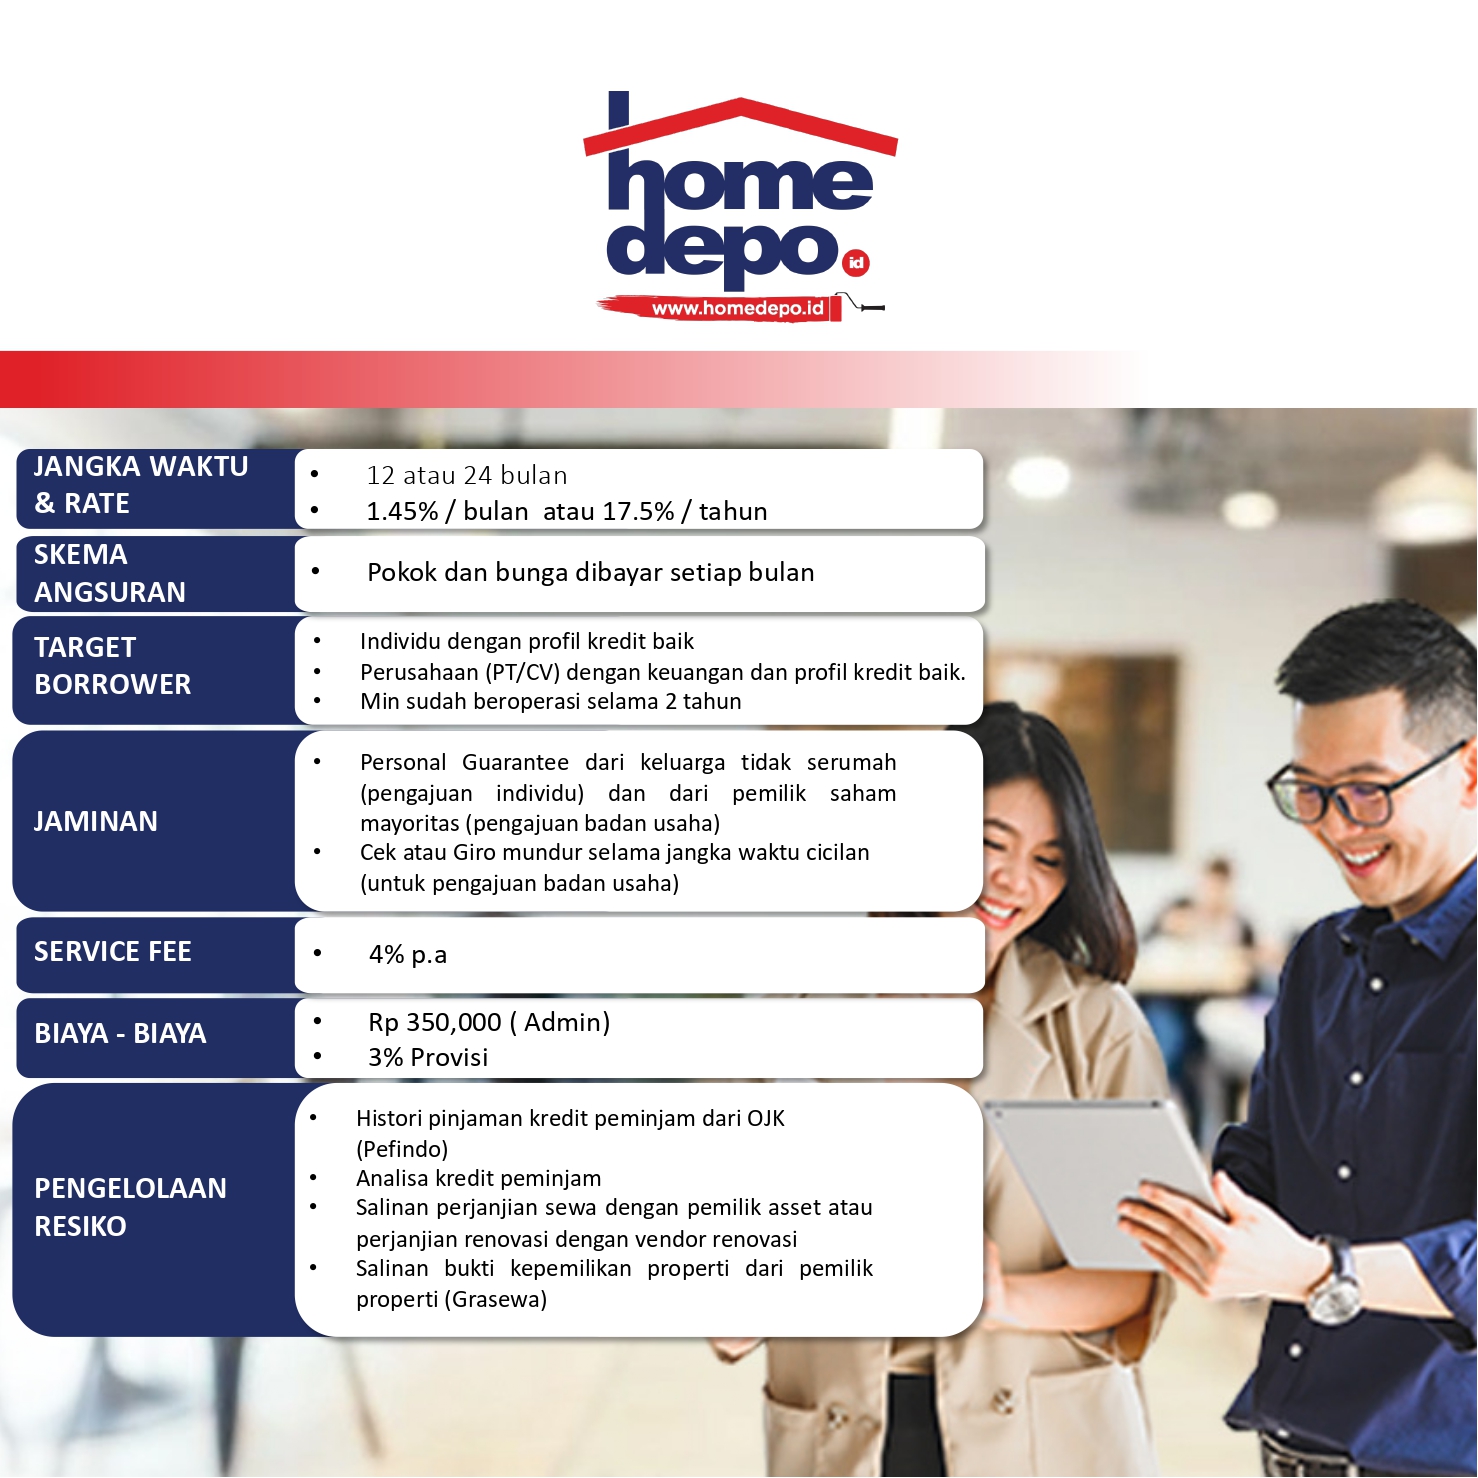 home
depo.id
www.homedepo.id
JANGKA WAKTU
& RATE
• 12 atau 24 bulan
• 1.45% / bulan  atau 17.5% / tahun
SKEMA
ANGSURAN
• Pokok dan bunga dibayar setiap bulan
TARGET
BORROWER
• Individu dengan profil kredit baik
• Perusahaan (PT/CV) dengan keuangan dan profil kredit baik.
• Min sudah beroperasi selama 2 tahun
JAMINAN
• Personal Guarantee dari keluarga tidak serumah
(pengajuan individu) dan dari pemilik saham
mayoritas (pengajuan badan usaha)
• Cek atau Giro mundur selama jangka waktu cicilan
(untuk pengajuan badan usaha)
SERVICE FEE
• 4% p.a
BIAYA - BIAYA
• Rp 350,000 ( Admin)
• 3% Provisi
PENGELOLAAN
RESIKO
• Histori pinjaman kredit peminjam dari OJK
(Pefindo)
• Analisa kredit peminjam
• Salinan perjanjian sewa dengan pemilik asset atau
perjanjian renovasi dengan vendor renovasi
• Salinan bukti kepemilikan properti dari pemilik
properti (Grasewa)